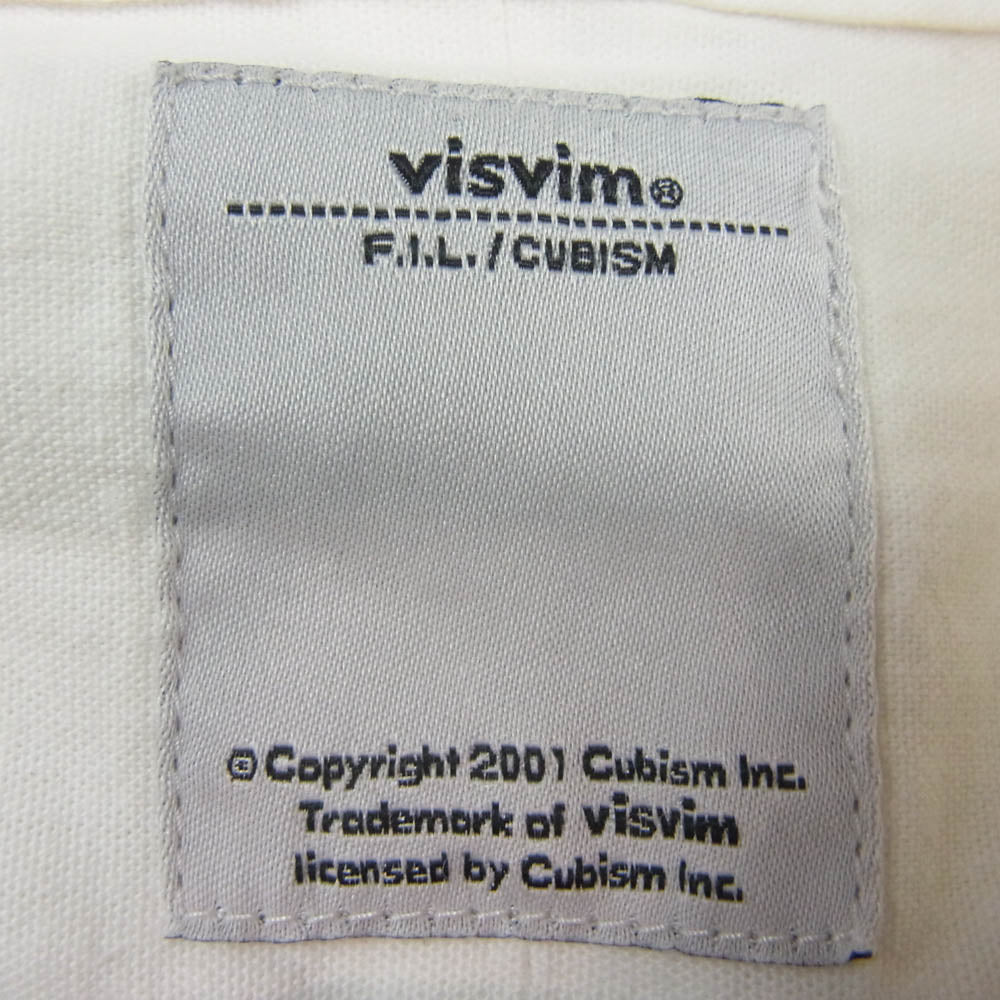 visvim®
F.I.L./CUBISM
©Copyright 2001 Cubism Inc.
Trademark of visvim
licensed by Cubism Inc.